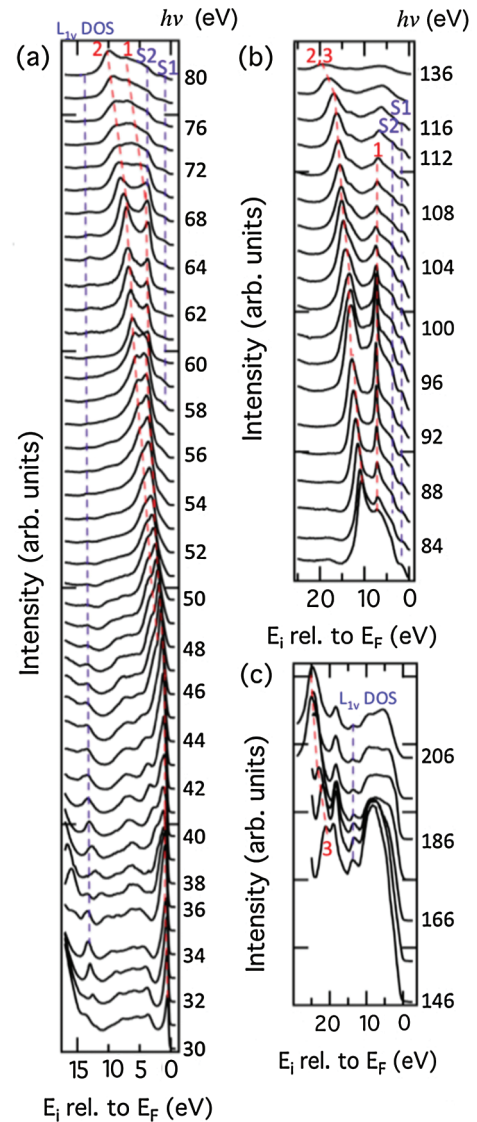 hν (eV)
(a)
L1v DOS
2 1 S2 S1
80
76
72
68
64
62
60
58
56
54
52
50
48
46
44
42
40
38
36
34
32
30
Intensity (arb. units)
15 10 5 0
Ei rel. to EF (eV)
hν (eV)
(b)
2,3
136
S1
116
S2
1
112
108
104
100
96
92
88
84
Intensity (arb. units)
20 10 0
Ei rel. to EF (eV)
(c)
L1v DOS
206
186
3
166
146
Intensity (arb. units)
20 10 0
Ei rel. to EF (eV)